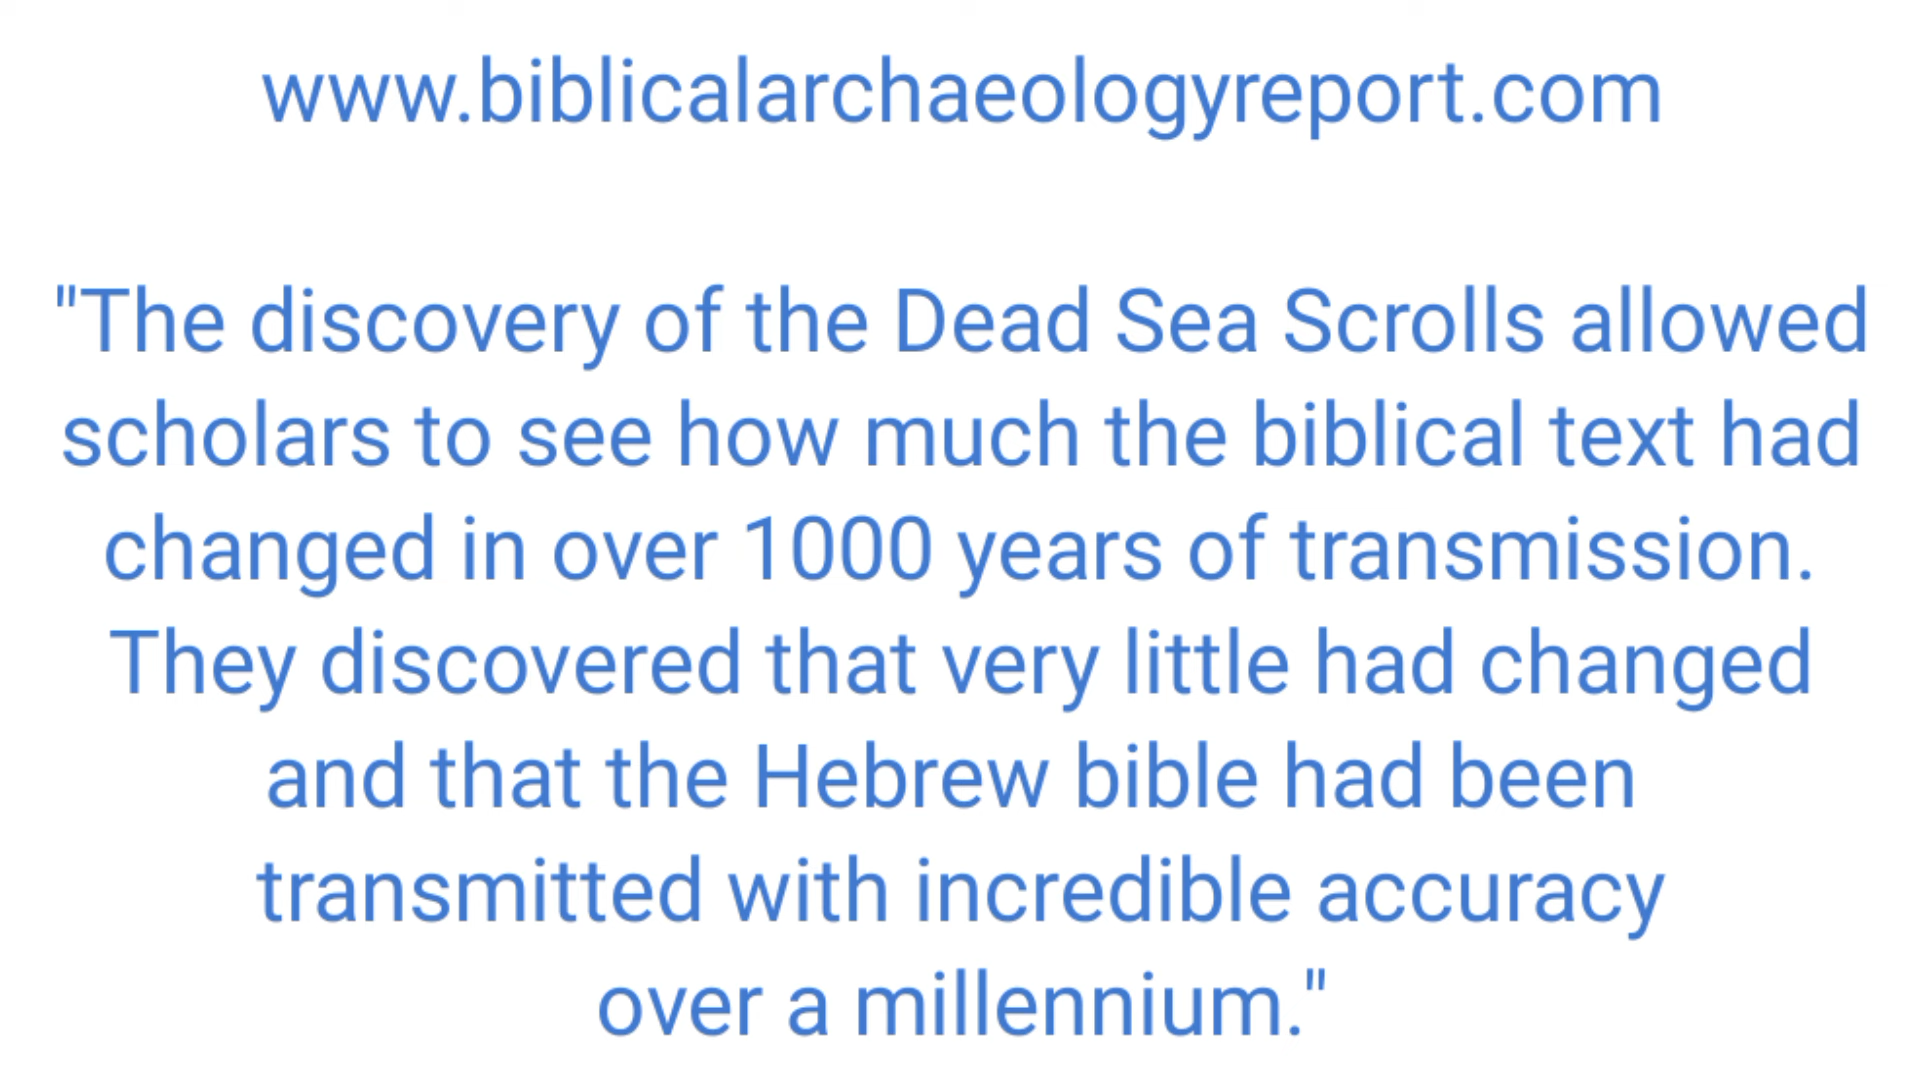 www.biblicalarchaeologyreport.com
"The discovery of the Dead Sea Scrolls allowed
scholars to see how much the biblical text had
changed in over 1000 years of transmission.
They discovered that very little had changed
and that the Hebrew bible had been
transmitted with incredible accuracy
over a millennium."